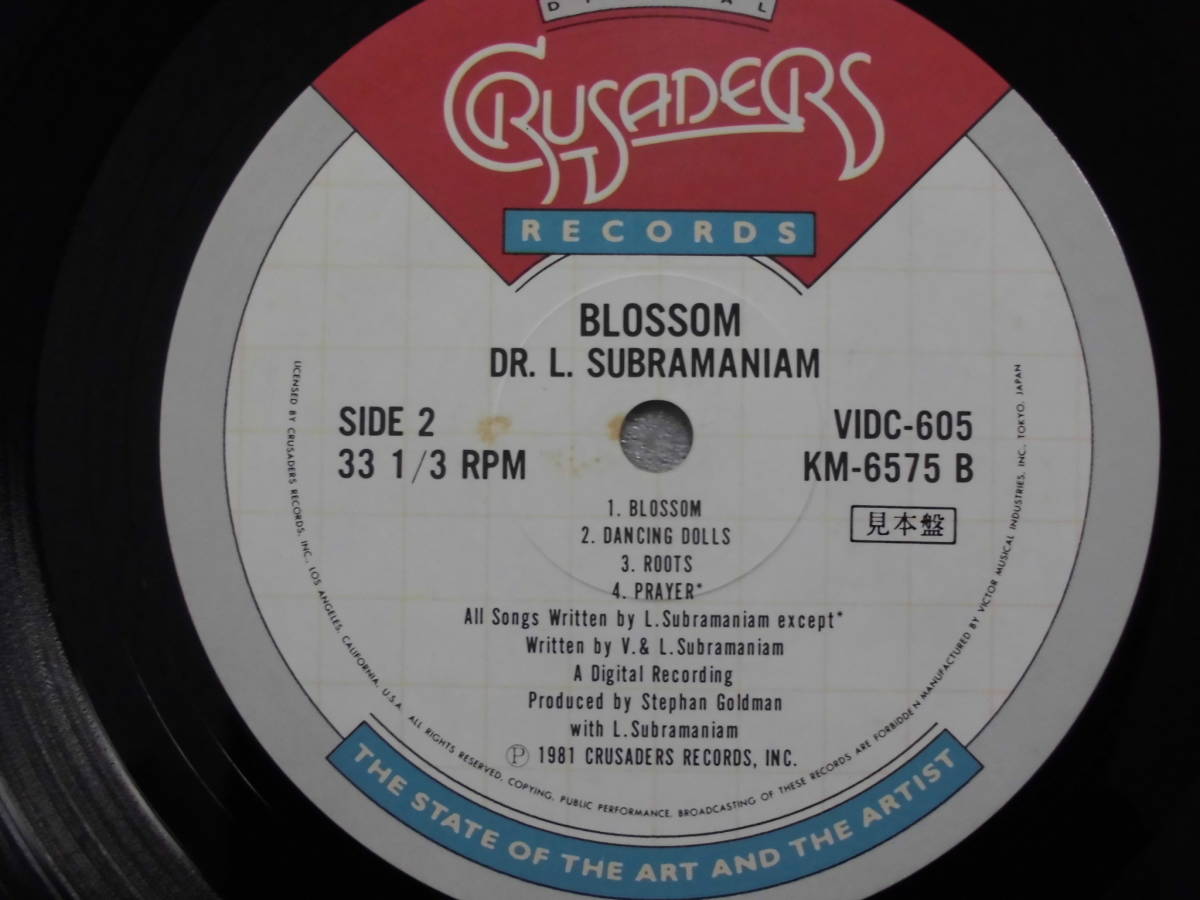 CRUSADERS
RECORDS
BLOSSOM
DR. L. SUBRAMANIAM
SIDE 2
33 1/3 RPM
VIDC-605
KM-6575 B
見本盤
1. BLOSSOM
2. DANCING DOLLS
3. ROOTS
4. PRAYER*
All Songs Written by L.Subramaniam except*
Written by V.& L.Subramaniam
A Digital Recording
Produced by Stephan Goldman
with L.Subramaniam
Ⓟ 1981 CRUSADERS RECORDS, INC.
LICENSED BY CRUSADERS RECORDS, INC. LOS ANGELES, CALIFORNIA, U.S.A. ALL RIGHTS RESERVED, COPYING, PUBLIC PERFORMANCE, BROADCASTING OF THESE RECORDS ARE FORBIDDEN MANUFACTURED BY VICTOR MUSICAL INDUSTRIES, INC. TOKYO, JAPAN
THE STATE OF THE ART AND THE ARTIST